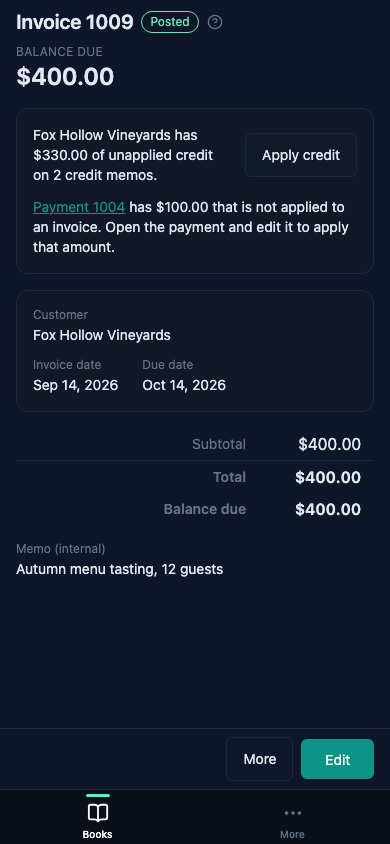 Invoice 1009 Posted
BALANCE DUE
$400.00
Fox Hollow Vineyards has
$330.00 of unapplied credit
on 2 credit memos.
Apply credit
Payment 1004 has $100.00 that is not applied to
an invoice. Open the payment and edit it to apply
that amount.
Customer
Fox Hollow Vineyards
Invoice date Due date
Sep 14, 2026 Oct 14, 2026
Subtotal $400.00
Total $400.00
Balance due $400.00
Memo (internal)
Autumn menu tasting, 12 guests
More Edit
Books More